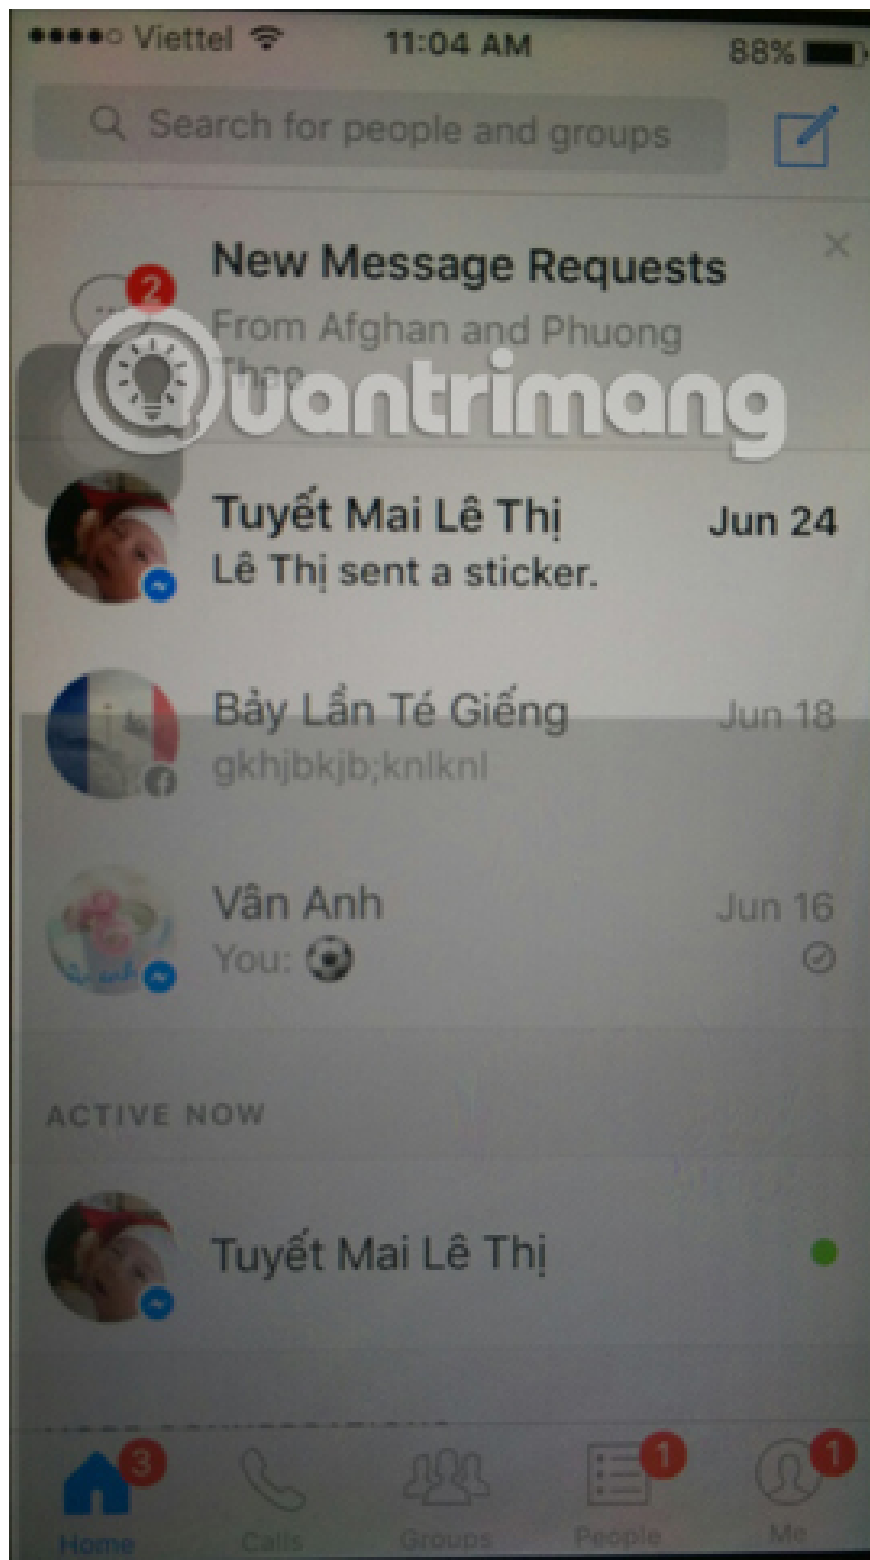 Viettel 11:04 AM 88%
Search for people and groups
New Message Requests
2
From Afghan and Phuong
Thao
Quantrimang
Tuyết Mai Lê Thị Jun 24
Lê Thị sent a sticker.
Bảy Lần Té Giếng Jun 18
gkhjbkjb;knlknl
Vân Anh Jun 16
You:
ACTIVE NOW
Tuyết Mai Lê Thị
3 1 1
Home Calls Groups People Me